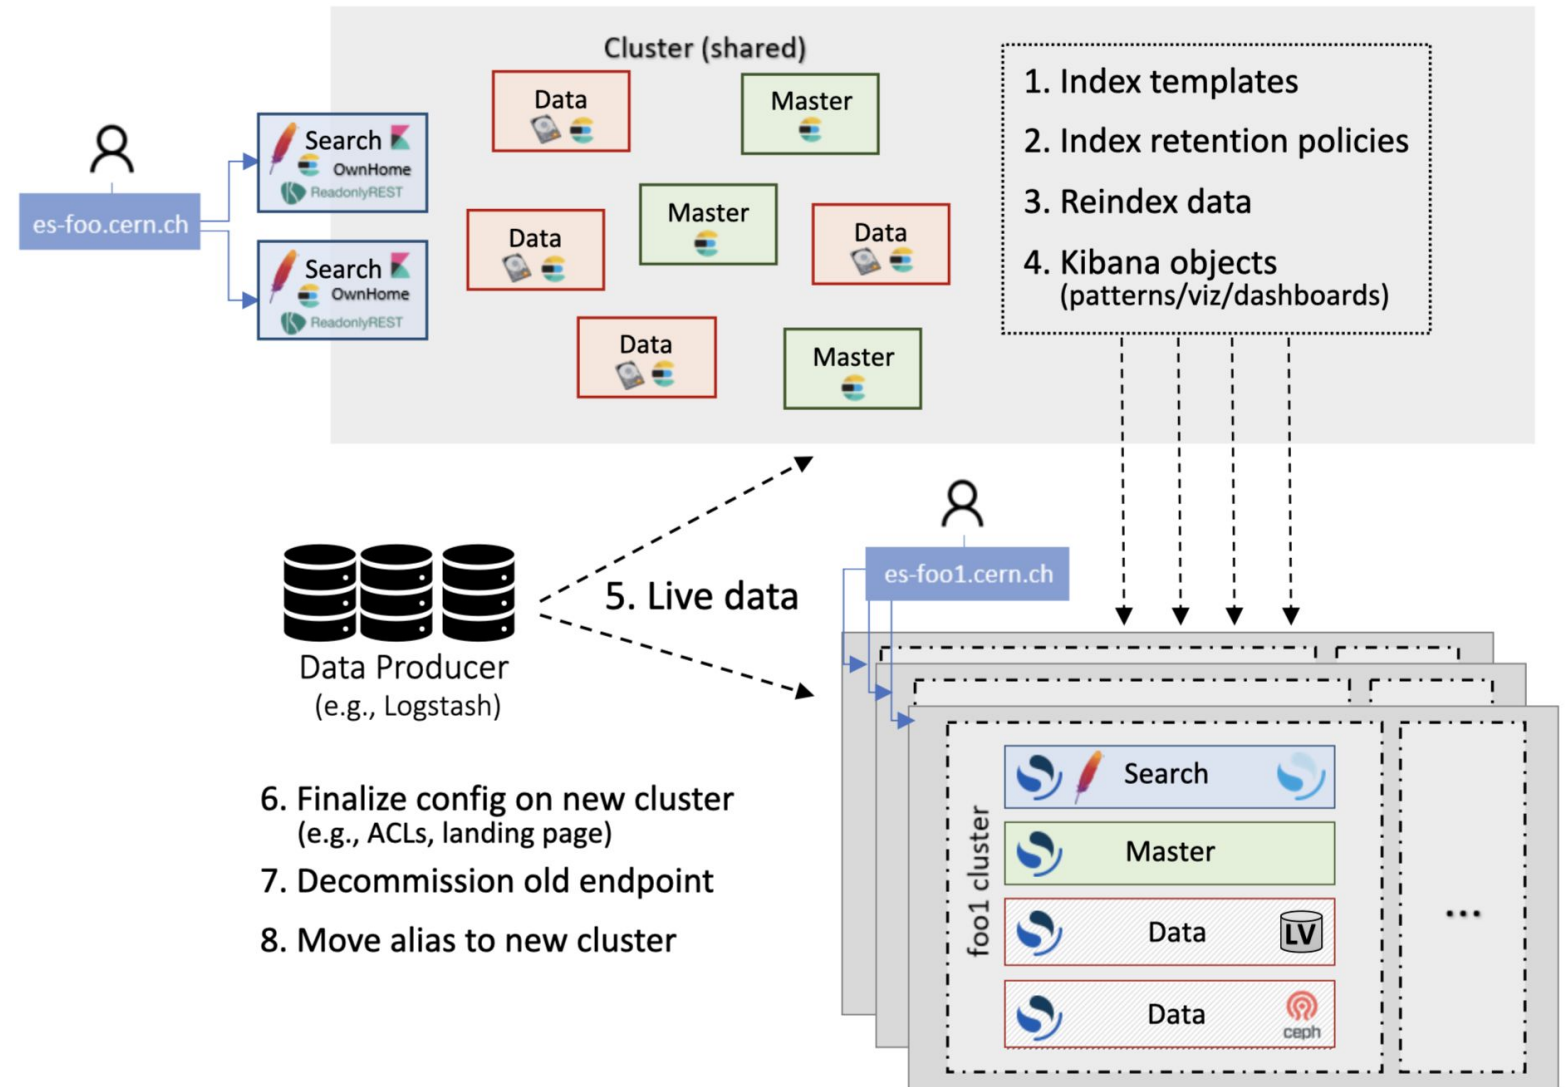 Cluster (shared)
Data
Master
Search
OwnHome
ReadonlyREST
es-foo.cern.ch
Master
Data
Data
Search
OwnHome
ReadonlyREST
Data
Master
1. Index templates
2. Index retention policies
3. Reindex data
4. Kibana objects
(patterns/viz/dashboards)
5. Live data
es-foo1.cern.ch
Data Producer
(e.g., Logstash)
6. Finalize config on new cluster
(e.g., ACLs, landing page)
7. Decommission old endpoint
8. Move alias to new cluster
foo1 cluster
Search
Master
Data
LV
Data
ceph
...